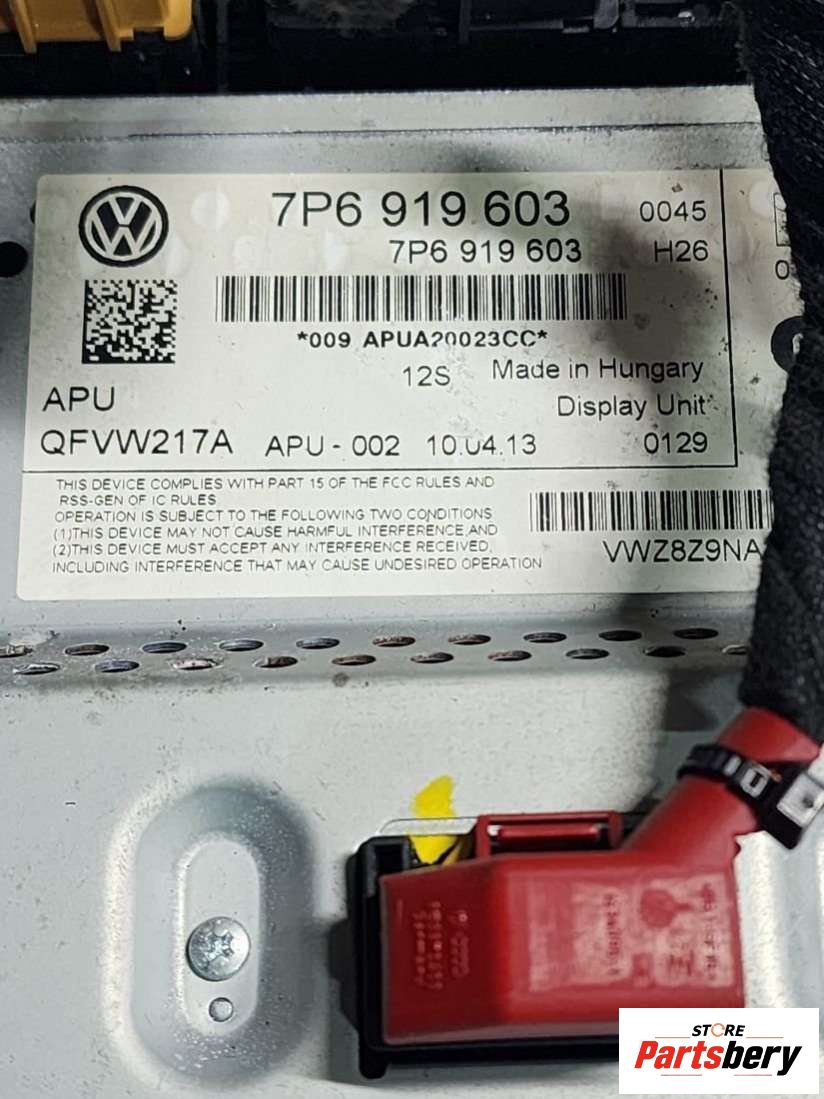 7P6 919 603 0045
7P6 919 603 H26
*009 APUA20023CC*
12S Made in Hungary
APU Display Unit
QFVW217A APU - 002 10.04.13 0129
THIS DEVICE COMPLIES WITH PART 15 OF THE FCC RULES AND
RSS-GEN OF IC RULES
OPERATION IS SUBJECT TO THE FOLLOWING TWO CONDITIONS
(1)THIS DEVICE MAY NOT CAUSE HARMFUL INTERFERENCE,AND
(2)THIS DEVICE MUST ACCEPT ANY INTERFERENCE RECEIVED,
INCLUDING INTERFERENCE THAT MAY CAUSE UNDESIRED OPERATION
VWZ8Z9NA
STORE
Partsbery